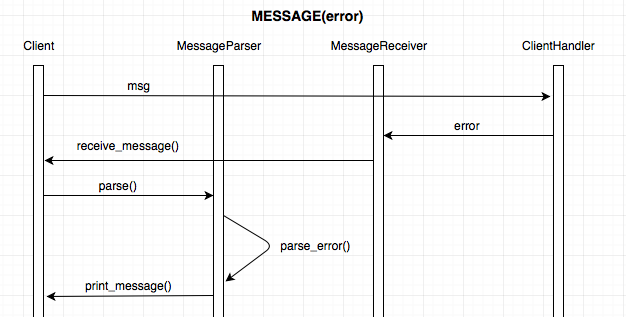 MESSAGE(error)
Client MessageParser MessageReceiver ClientHandler
msg
error
receive_message()
parse()
parse_error()
print_message()